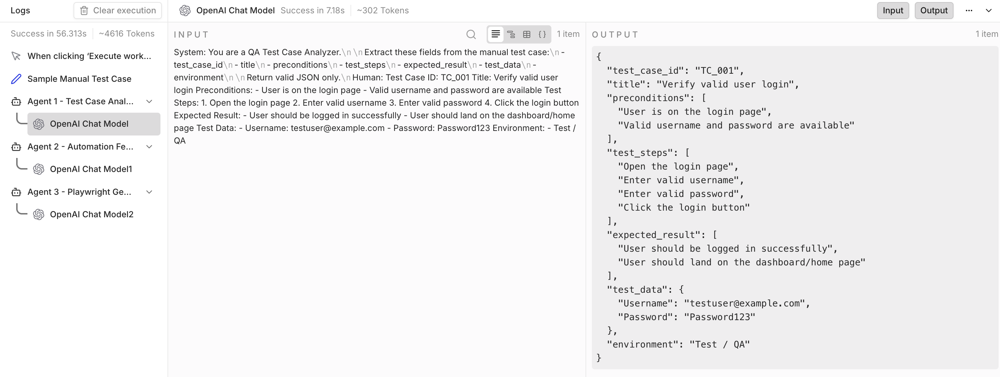 Logs
Clear execution
Success in 56.313s
~4616 Tokens
When clicking ‘Execute work...
Sample Manual Test Case
Agent 1 - Test Case Anal...
OpenAI Chat Model
Agent 2 - Automation Fe...
OpenAI Chat Model1
Agent 3 - Playwright Ge...
OpenAI Chat Model2
OpenAI Chat Model
Success in 7.18s
~302 Tokens
Input
Output
INPUT
1 item
System: You are a QA Test Case Analyzer.\n \n Extract these fields from the manual test case:\n -
test_case_id\n - title\n - preconditions\n - test_steps\n - expected_result\n - test_data\n -
environment\n \n Return valid JSON only.\n Human: Test Case ID: TC_001 Title: Verify valid user
login Preconditions: - User is on the login page - Valid username and password are available Test
Steps: 1. Open the login page 2. Enter valid username 3. Enter valid password 4. Click the login button
Expected Result: - User should be logged in successfully - User should land on the dashboard/home
page Test Data: - Username: testuser@example.com - Password: Password123 Environment: - Test /
QA
OUTPUT
1 item
{
"test_case_id": "TC_001",
"title": "Verify valid user login",
"preconditions": [
"User is on the login page",
"Valid username and password are available"
],
"test_steps": [
"Open the login page",
"Enter valid username",
"Enter valid password",
"Click the login button"
],
"expected_result": [
"User should be logged in successfully",
"User should land on the dashboard/home page"
],
"test_data": {
"Username": "testuser@example.com",
"Password": "Password123"
},
"environment": "Test / QA"
}